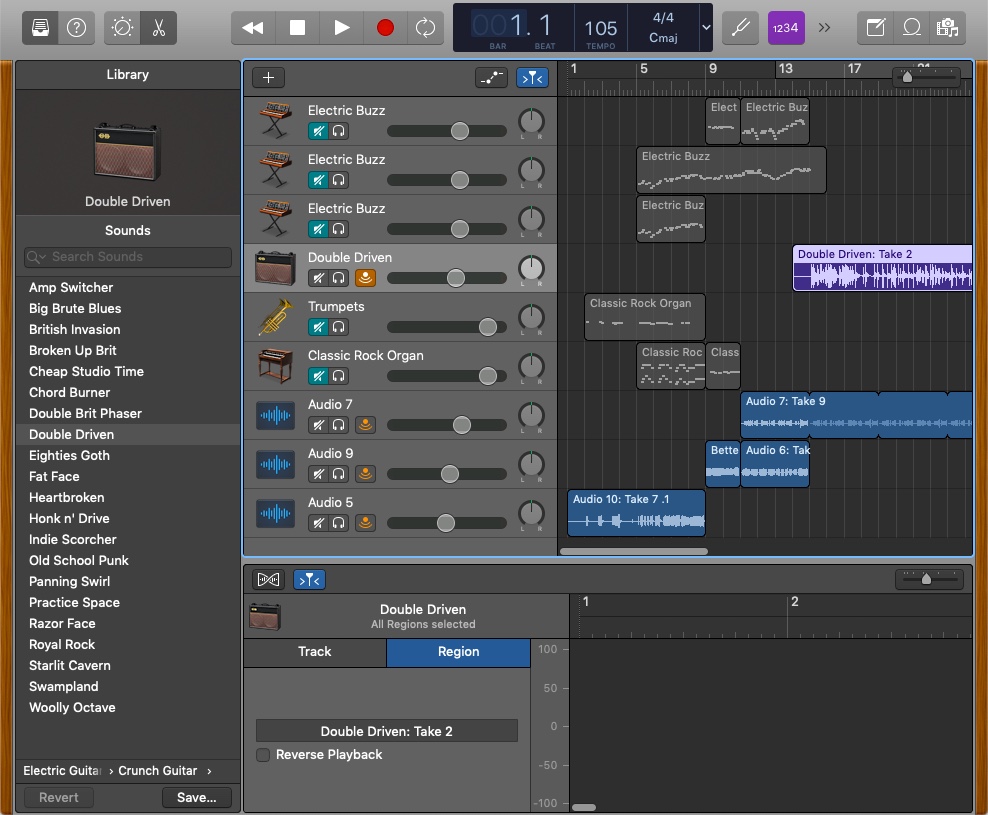 001.1
BAR BEAT
105
TEMPO
4/4
Cmaj
1234
Library
Double Driven
Sounds
Search Sounds
Amp Switcher
Big Brute Blues
British Invasion
Broken Up Brit
Cheap Studio Time
Chord Burner
Double Brit Phaser
Double Driven
Eighties Goth
Fat Face
Heartbroken
Honk n' Drive
Indie Scorcher
Old School Punk
Panning Swirl
Practice Space
Razor Face
Royal Rock
Starlit Cavern
Swampland
Woolly Octave
Electric Guita › Crunch Guitar ›
Revert Save...
1 5 9 13 17
Electric Buzz
L R
Elect Electric Buz
Electric Buzz
L R
Electric Buzz
Electric Buzz
L R
Electric Buz
Double Driven
L R
Double Driven: Take 2
Trumpets
L R
Classic Rock Organ
Classic Rock Organ
L R
Classic Roc Class
Audio 7
L R
Audio 7: Take 9
Audio 9
L R
Bette Audio 6: Tak
Audio 5
L R
Audio 10: Take 7 .1
Double Driven
All Regions selected
1 2
Track Region
Double Driven: Take 2
Reverse Playback
100
50
0
-50
-100